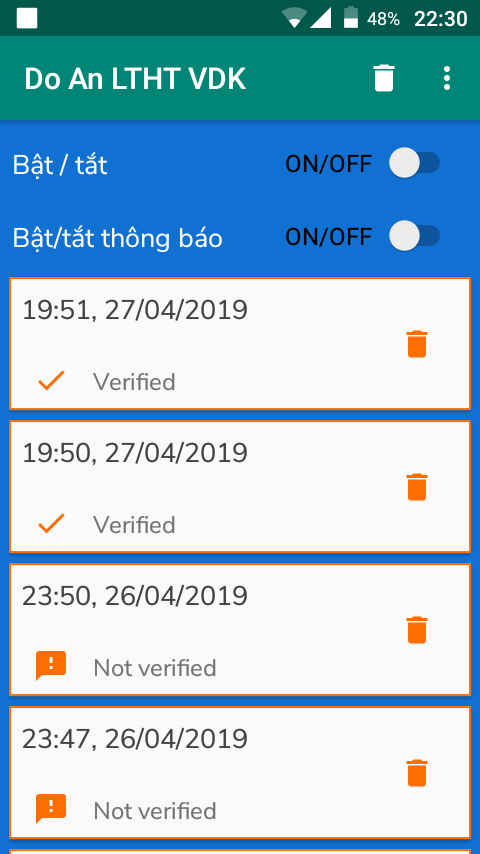 48% 22:30
Do An LTHT VDK
Bật / tắt ON/OFF
Bật/tắt thông báo ON/OFF
19:51, 27/04/2019
Verified
19:50, 27/04/2019
Verified
23:50, 26/04/2019
Not verified
23:47, 26/04/2019
Not verified